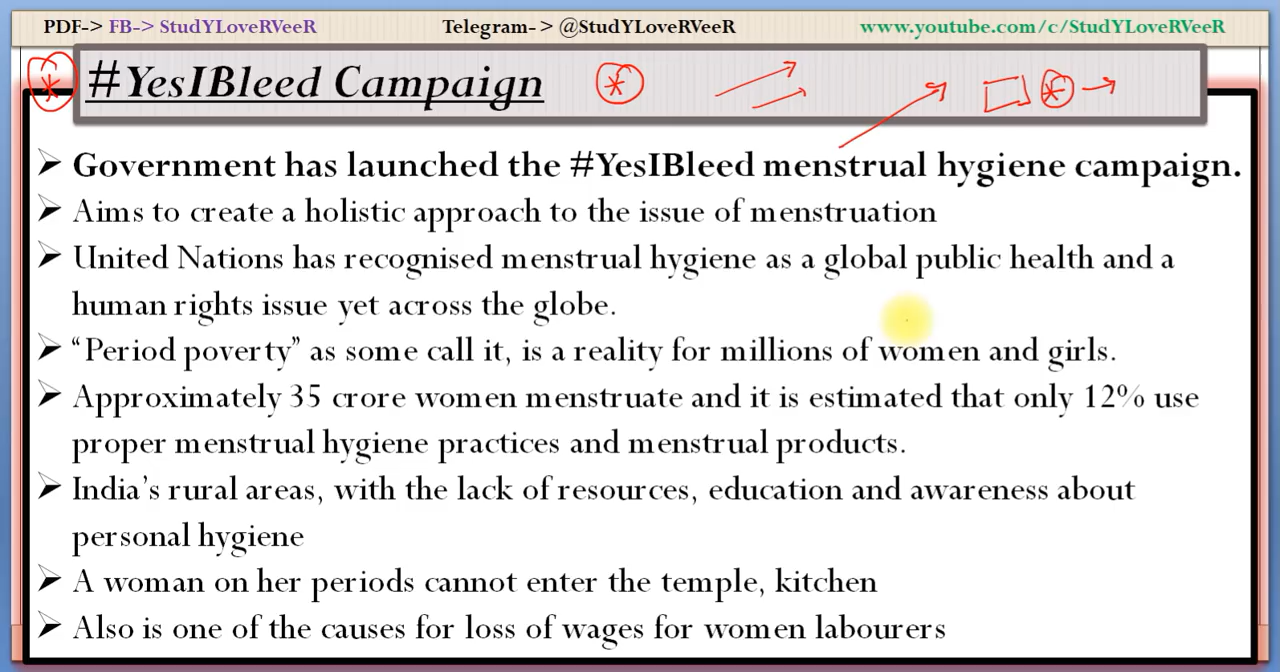 PDF-> FB-> StudYLoveRVeeR Telegram- > @StudYLoveRVeeR www.youtube.com/c/StudYLoveRVeeR
#YesIBleed Campaign
➢ Government has launched the #YesIBleed menstrual hygiene campaign.
➢ Aims to create a holistic approach to the issue of menstruation
➢ United Nations has recognised menstrual hygiene as a global public health and a
human rights issue yet across the globe.
➢ “Period poverty” as some call it, is a reality for millions of women and girls.
➢ Approximately 35 crore women menstruate and it is estimated that only 12% use
proper menstrual hygiene practices and menstrual products.
➢ India’s rural areas, with the lack of resources, education and awareness about
personal hygiene
➢ A woman on her periods cannot enter the temple, kitchen
➢ Also is one of the causes for loss of wages for women labourers